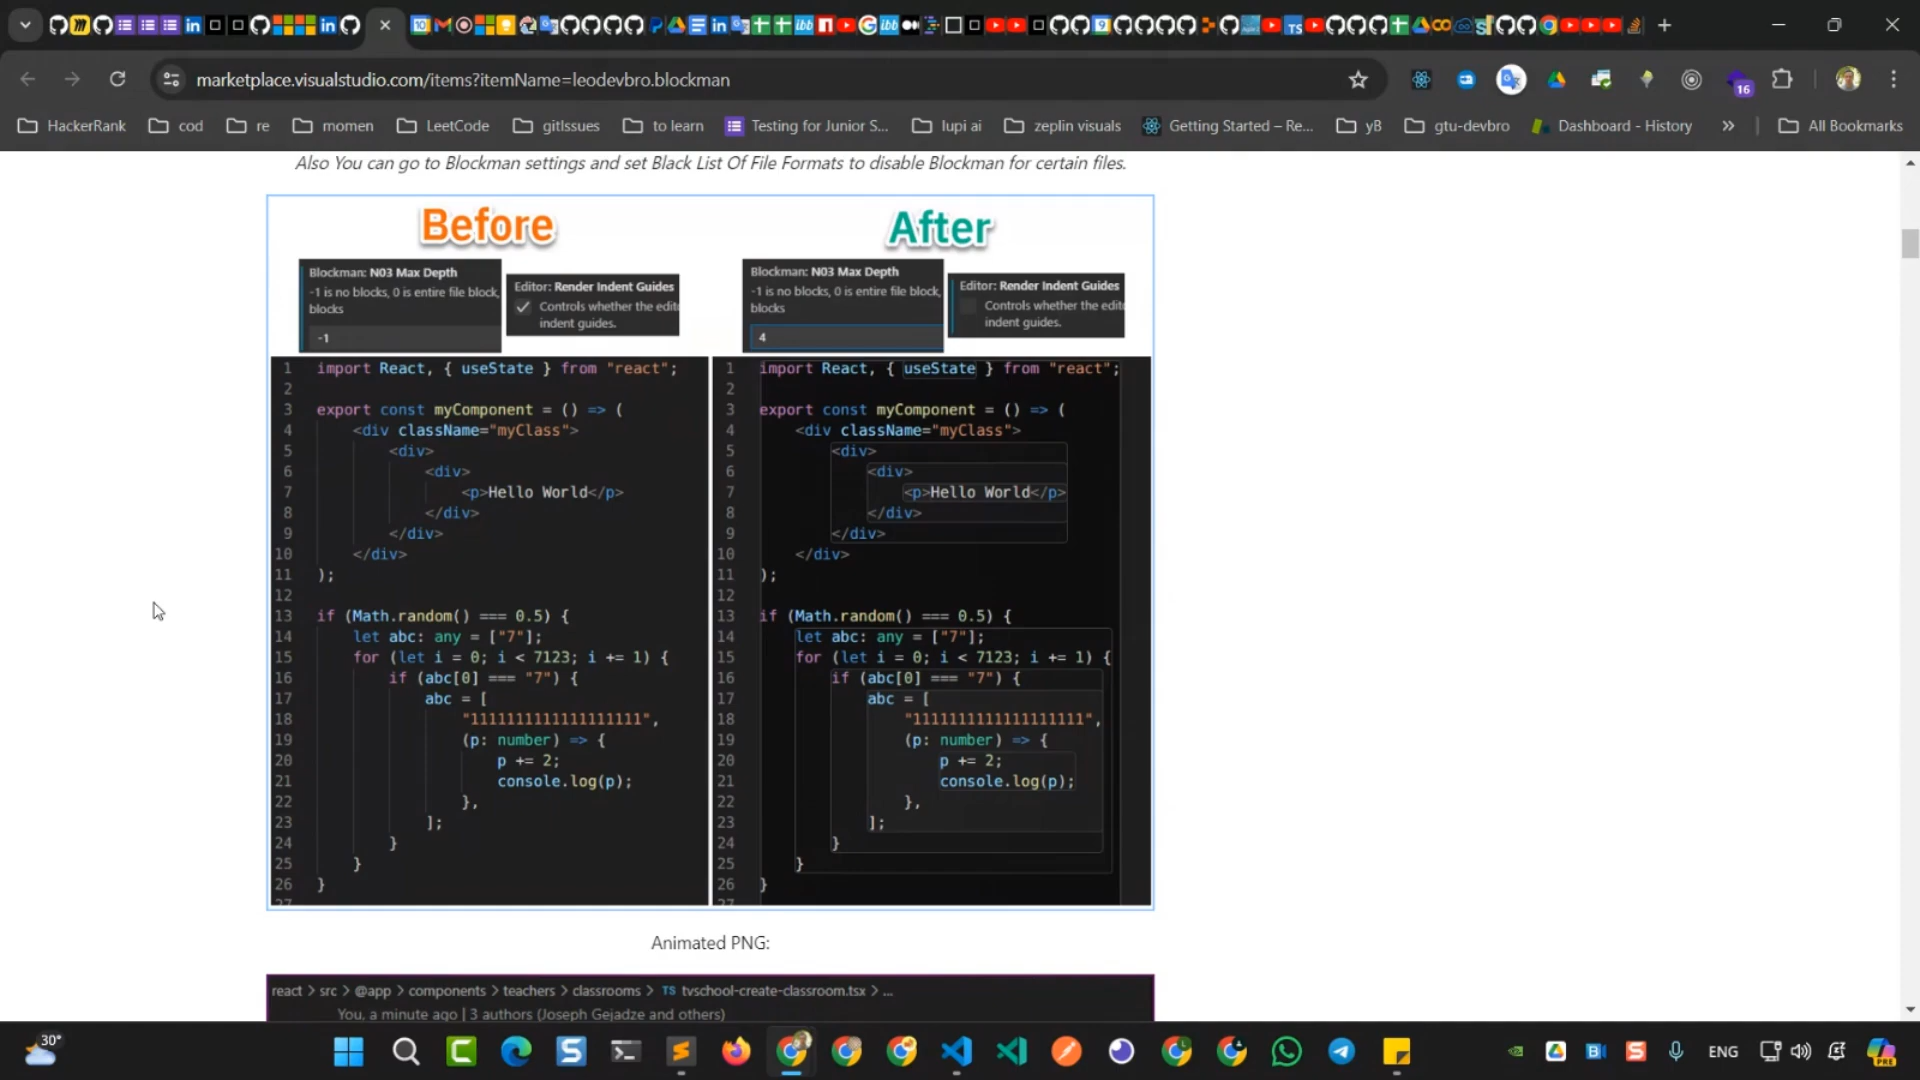 marketplace.visualstudio.com/items?itemName=leodevbro.blockman
16
HackerRank
cod
re
momen
LeetCode
gitIssues
to learn
Testing for Junior S...
lupi ai
zeplin visuals
Getting Started – Re...
yB
gtu-devbro
Dashboard - History
»
All Bookmarks
Also You can go to Blockman settings and set Black List Of File Formats to disable Blockman for certain files.
Before
After
Blockman: N03 Max Depth
-1 is no blocks, 0 is entire file block,
blocks
-1
Editor: Render Indent Guides
Controls whether the edit
indent guides.
Blockman: N03 Max Depth
-1 is no blocks, 0 is entire file block,
blocks
4
Editor: Render Indent Guides
Controls whether the edit
indent guides.
1 import React, { useState } from "react";
2
3 export const myComponent = () => (
4 <div className="myClass">
5 <div>
6 <div>
7 <p>Hello World</p>
8 </div>
9 </div>
10 </div>
11 );
12
13 if (Math.random() === 0.5) {
14 let abc: any = ["7"];
15 for (let i = 0; i < 7123; i += 1) {
16 if (abc[0] === "7") {
17 abc = [
18 "11111111111111111111",
19 (p: number) => {
20 p += 2;
21 console.log(p);
22 },
23 ];
24 }
25 }
26 }
27
1 import React, { useState } from "react";
2
3 export const myComponent = () => (
4 <div className="myClass">
5 <div>
6 <div>
7 <p>Hello World</p>
8 </div>
9 </div>
10 </div>
11 );
12
13 if (Math.random() === 0.5) {
14 let abc: any = ["7"];
15 for (let i = 0; i < 7123; i += 1) {
16 if (abc[0] === "7") {
17 abc = [
18 "11111111111111111111",
19 (p: number) => {
20 p += 2;
21 console.log(p);
22 },
23 ];
24 }
25 }
26 }
27
Animated PNG:
react > src > @app > components > teachers > classrooms > TS tvschool-create-classroom.tsx > ...
You, a minute ago | 3 authors (Joseph Gejadze and others)
30°
ENG
PRE